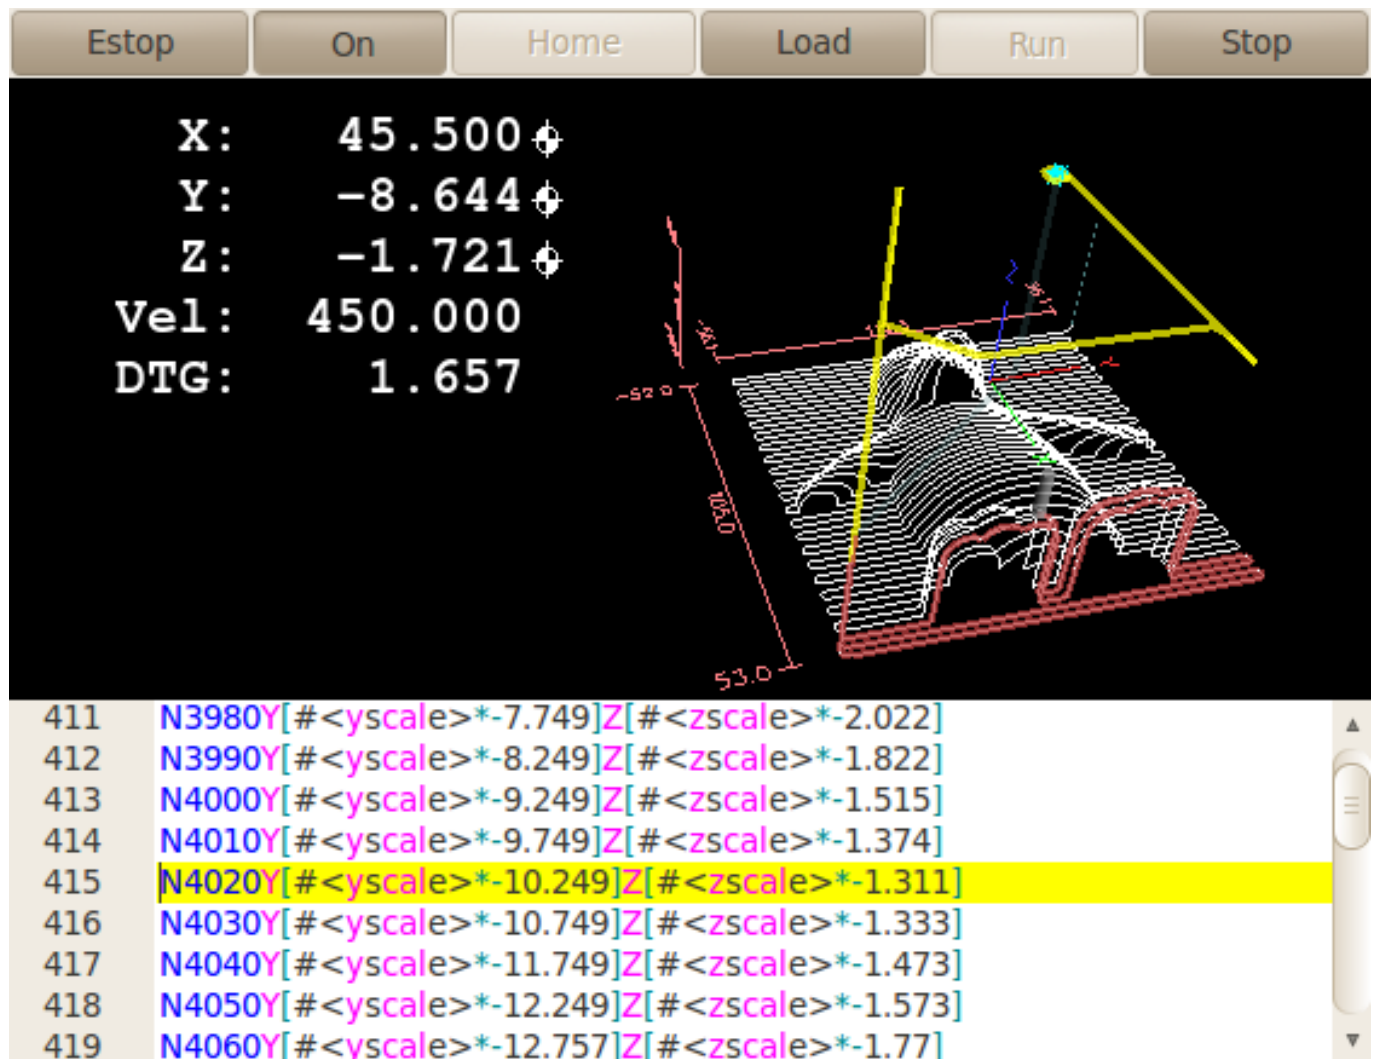 Estop On Home Load Run Stop
X: 45.500
Y: -8.644
Z: -1.721
Vel: 450.000
DTG: 1.657
-52.0
105.0
53.0
411 N3980Y[#<yscale>*-7.749]Z[#<zscale>*-2.022]
412 N3990Y[#<yscale>*-8.249]Z[#<zscale>*-1.822]
413 N4000Y[#<yscale>*-9.249]Z[#<zscale>*-1.515]
414 N4010Y[#<yscale>*-9.749]Z[#<zscale>*-1.374]
415 N4020Y[#<yscale>*-10.249]Z[#<zscale>*-1.311]
416 N4030Y[#<yscale>*-10.749]Z[#<zscale>*-1.333]
417 N4040Y[#<yscale>*-11.749]Z[#<zscale>*-1.473]
418 N4050Y[#<yscale>*-12.249]Z[#<zscale>*-1.573]
419 N4060Y[#<yscale>*-12.757]Z[#<zscale>*-1.77]